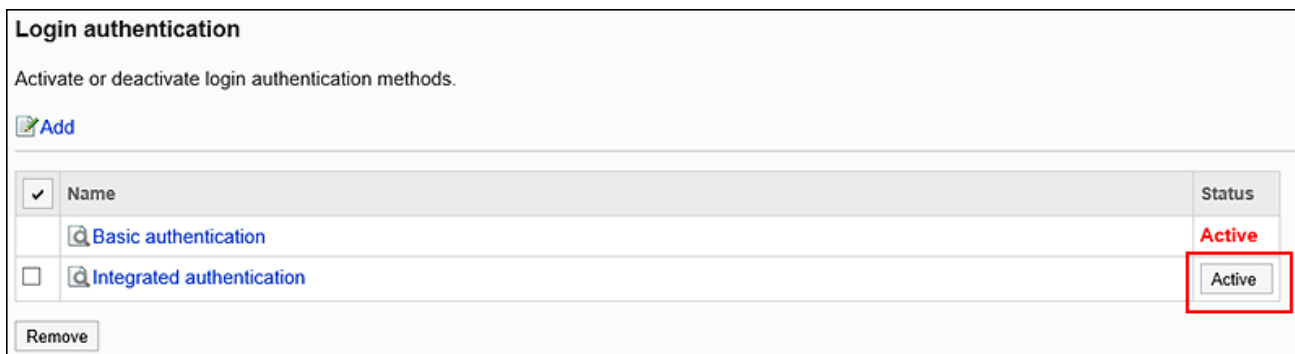 Login authentication
Activate or deactivate login authentication methods.
Add
Name Status
Basic authentication Active
Integrated authentication Active
Remove